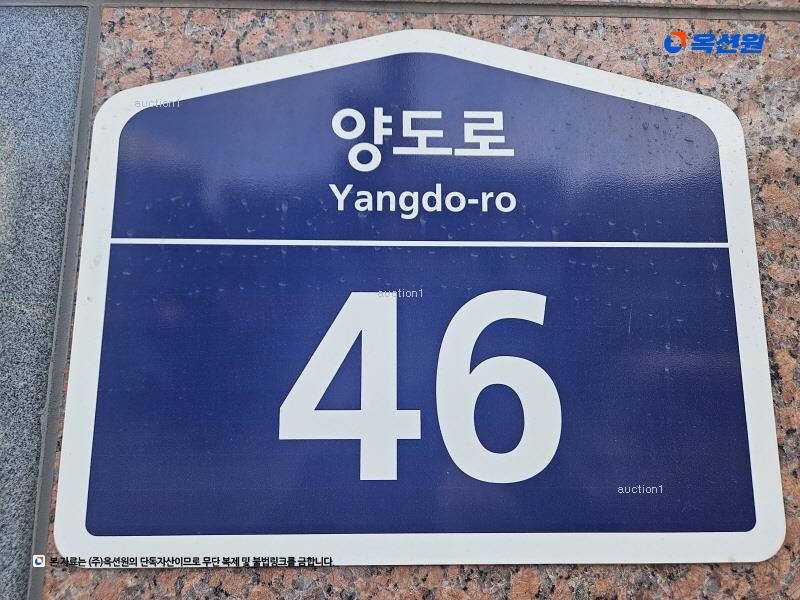 옥션원
auction1
양도로
Yangdo-ro
auction1
46
auction1
본 자료는 (주)옥션원의 단독자산이므로 무단 복제 및 불법링크를 금합니다.